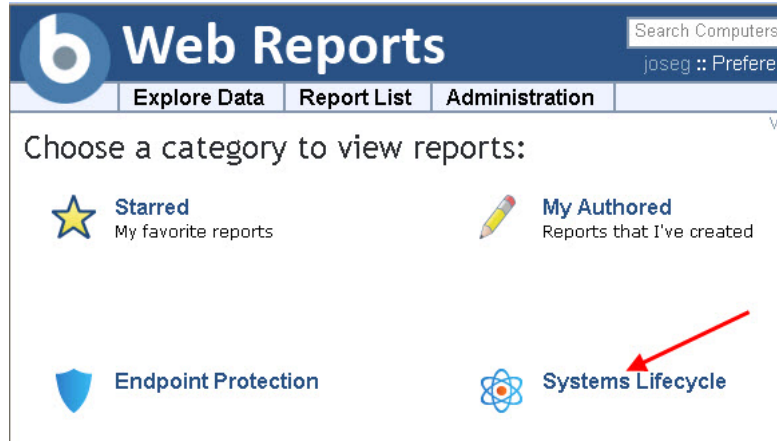 b Web Reports
Search Computers
joseg :: Prefere
Explore Data Report List Administration
V
Choose a category to view reports:
Starred
My favorite reports
My Authored
Reports that I've created
Endpoint Protection
Systems Lifecycle